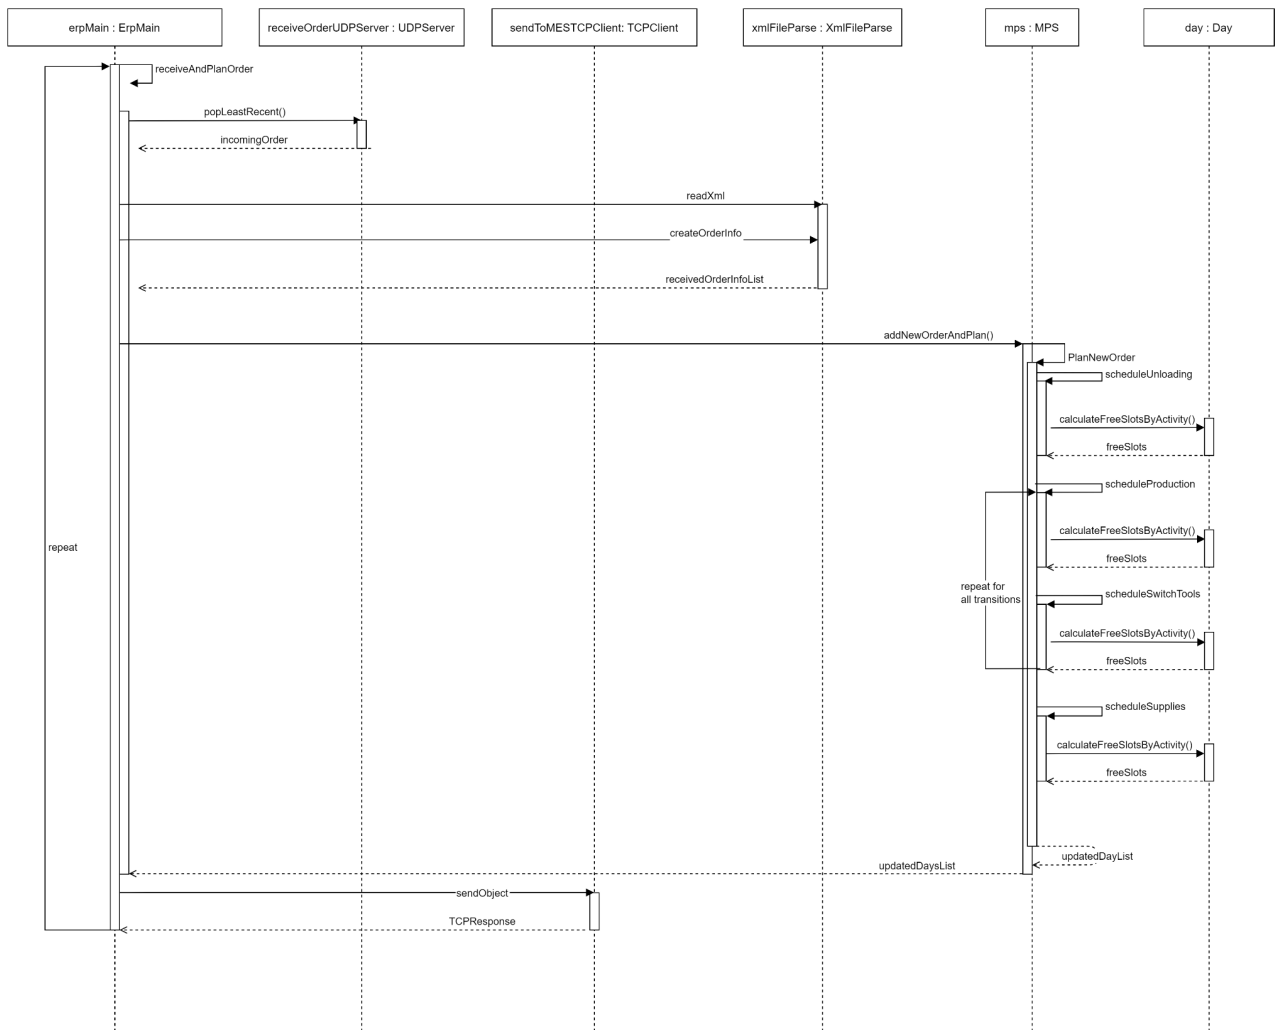 erpMain : ErpMain
receiveOrderUDPServer : UDPServer
sendToMESTCPClient: TCPClient
xmlFileParse : XmlFileParse
mps : MPS
day : Day
receiveAndPlanOrder
popLeastRecent()
incomingOrder
readXml
createOrderInfo
receivedOrderInfoList
addNewOrderAndPlan()
PlanNewOrder
scheduleUnloading
calculateFreeSlotsByActivity()
freeSlots
scheduleProduction
calculateFreeSlotsByActivity()
repeat
freeSlots
repeat for
all transitions
scheduleSwitchTools
calculateFreeSlotsByActivity()
freeSlots
scheduleSupplies
calculateFreeSlotsByActivity()
freeSlots
updatedDayList
updatedDaysList
sendObject
TCPResponse